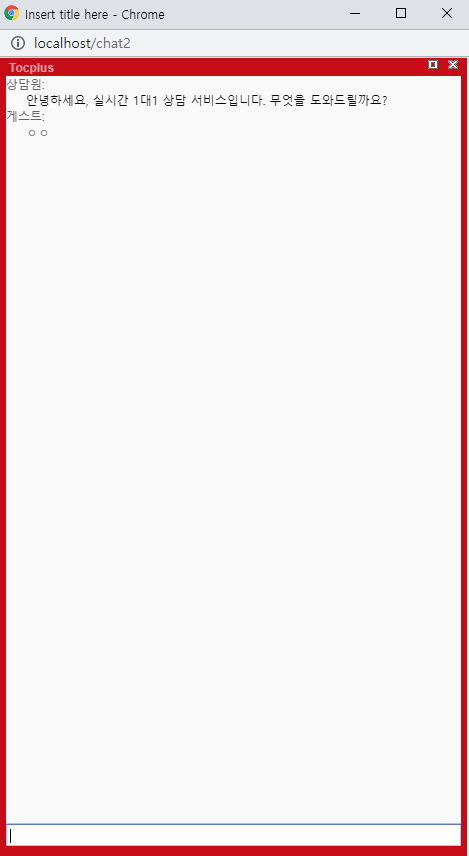 Insert title here - Chrome
localhost/chat2
Tocplus
상담원:
안녕하세요, 실시간 1대1 상담 서비스입니다. 무엇을 도와드릴까요?
게스트:
ㅇㅇ